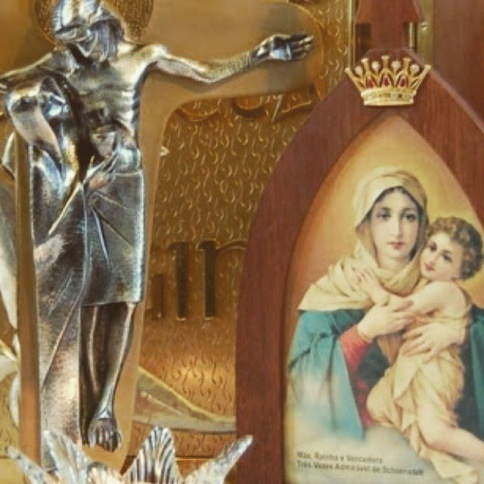 Mãe, Rainha e Vencedora
Três Vezes Admirável de Schoenstatt